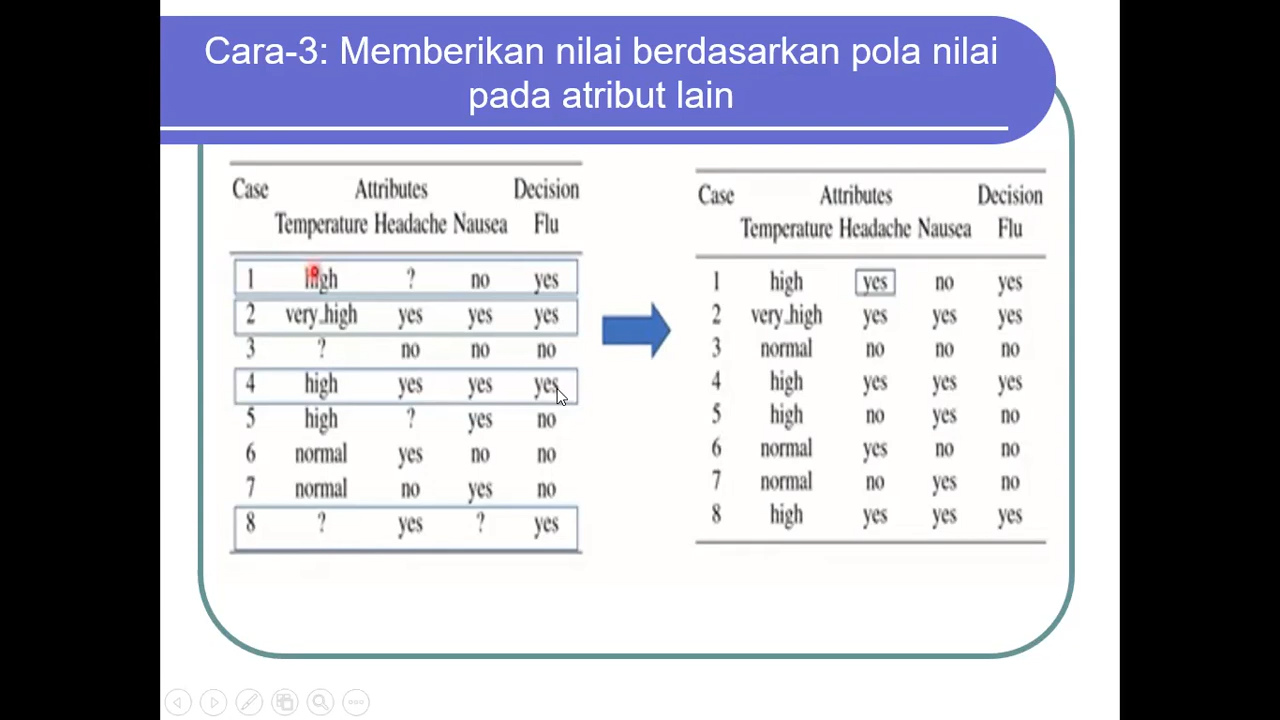 Cara-3: Memberikan nilai berdasarkan pola nilai
pada atribut lain
Case Attributes Decision
Temperature Headache Nausea Flu
1 high ? no yes
2 very_high yes yes yes
3 ? no no no
4 high yes yes yes
5 high ? yes no
6 normal yes no no
7 normal no yes no
8 ? yes ? yes
Case Attributes Decision
Temperature Headache Nausea Flu
1 high yes no yes
2 very_high yes yes yes
3 normal no no no
4 high yes yes yes
5 high no yes no
6 normal yes no no
7 normal no yes no
8 high yes yes yes